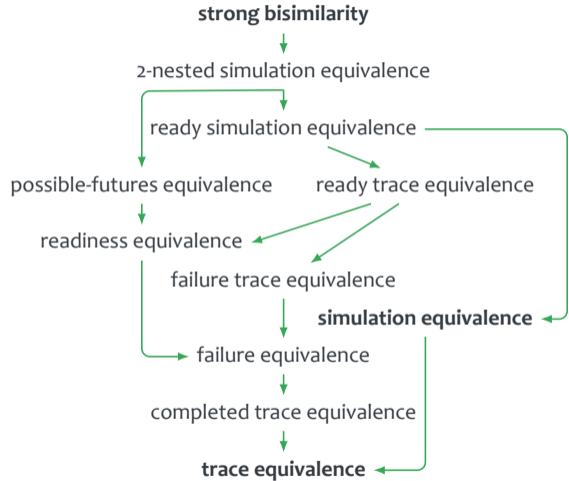 strong bisimilarity
2-nested simulation equivalence
ready simulation equivalence
possible-futures equivalence
ready trace equivalence
readiness equivalence
failure trace equivalence
simulation equivalence
failure equivalence
completed trace equivalence
trace equivalence